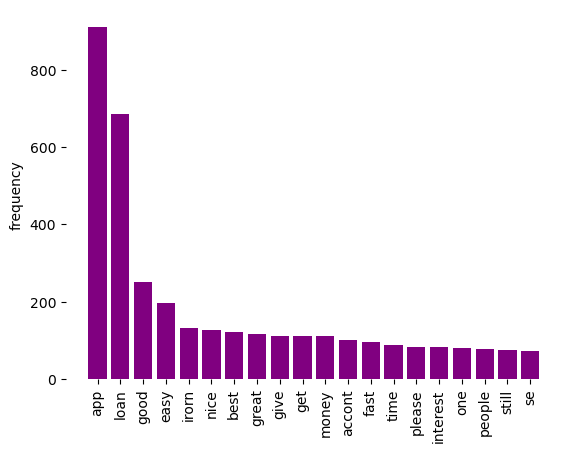 frequency
800
600
400
200
0
app
loan
good
easy
irorn
nice
best
great
give
get
money
accont
fast
time
please
interest
one
people
still
se